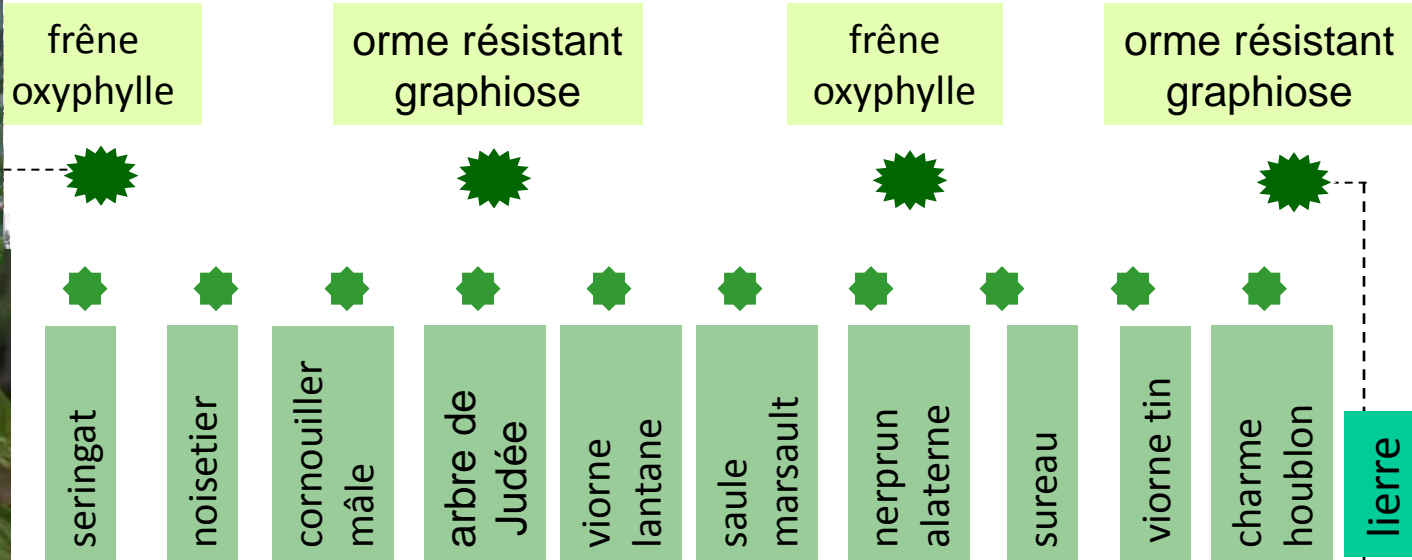 frêne
oxyphylle
orme résistant
graphiose
frêne
oxyphylle
orme résistant
graphiose
seringat
noisetier
cornouiller
mâle
arbre de
Judée
viorne
lantane
saule
marsault
nerprun
alaterne
sureau
viorne tin
charme
houblon
lierre